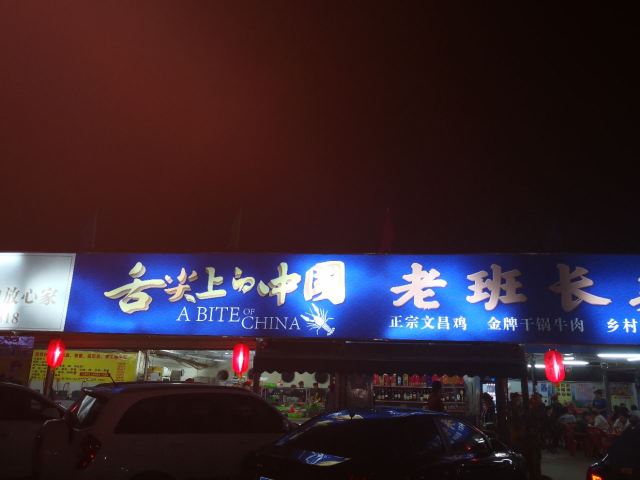 放心家
18
舌尖上的中国
A BITE OF CHINA
老班长
正宗文昌鸡 金牌干锅牛肉 乡村